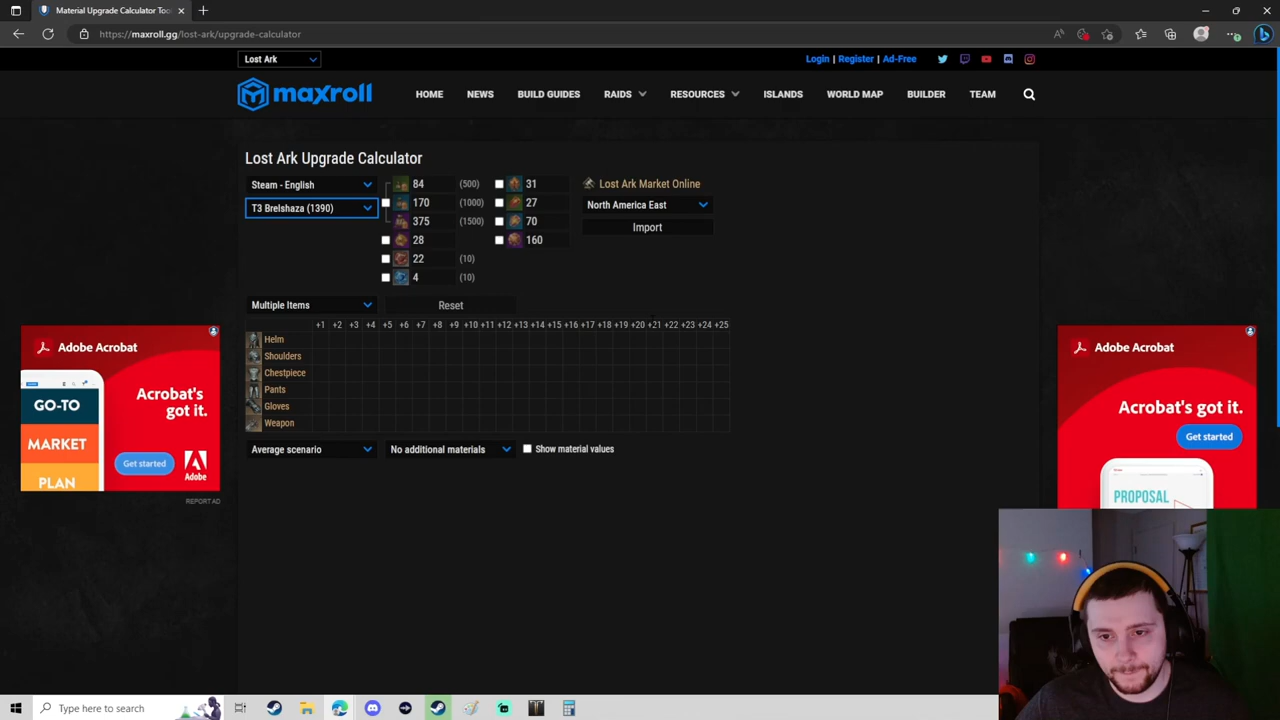 Material Upgrade Calculator Too
https://maxroll.gg/lost-ark/upgrade-calculator
Lost Ark
Login | Register | Ad-Free
maxroll
HOME NEWS BUILD GUIDES RAIDS RESOURCES ISLANDS WORLD MAP BUILDER TEAM
Lost Ark Upgrade Calculator
Steam - English 84 (500) 31 Lost Ark Market Online
T3 Brelshaza (1390) 170 (1000) 27 North America East
375 (1500) 70 Import
28 160
22 (10)
4 (10)
Multiple Items Reset
+1 +2 +3 +4 +5 +6 +7 +8 +9 +10 +11 +12 +13 +14 +15 +16 +17 +18 +19 +20 +21 +22 +23 +24 +25
Helm
Shoulders
Chestpiece
Pants
Gloves
Weapon
Average scenario No additional materials Show material values
Adobe Acrobat
Acrobat's
got it.
GO-TO
MARKET
PLAN
Get started
Adobe
REPORT AD
Adobe Acrobat
Acrobat's got it.
Get started
PROPOSAL
Type here to search